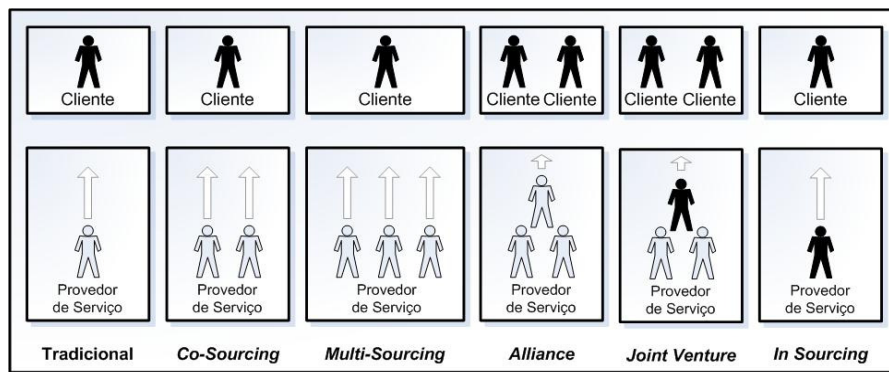 Cliente Cliente Cliente Cliente Cliente Cliente Cliente Cliente
Provedor Provedor Provedor Provedor Provedor Provedor
de Serviço de Serviço de Serviço de Serviço de Serviço de Serviço
Tradicional Co-Sourcing Multi-Sourcing Alliance Joint Venture In Sourcing